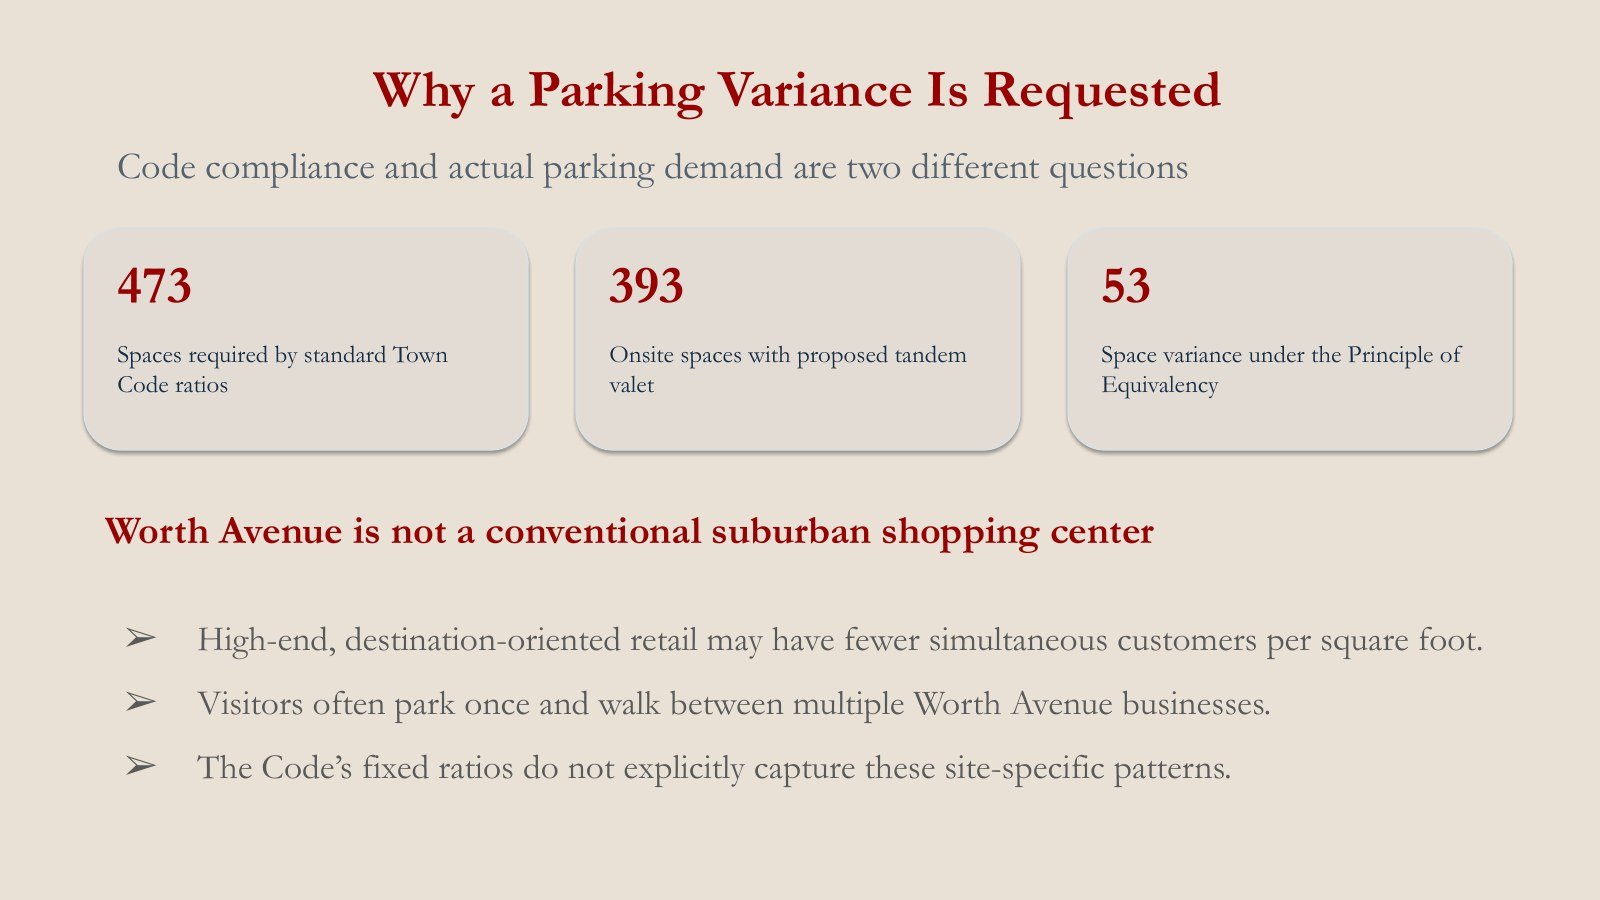 Why a Parking Variance Is Requested
Code compliance and actual parking demand are two different questions
473
Spaces required by standard Town
Code ratios
393
Onsite spaces with proposed tandem
valet
53
Space variance under the Principle of
Equivalency
Worth Avenue is not a conventional suburban shopping center
➢ High-end, destination-oriented retail may have fewer simultaneous customers per square foot.
➢ Visitors often park once and walk between multiple Worth Avenue businesses.
➢ The Code’s fixed ratios do not explicitly capture these site-specific patterns.